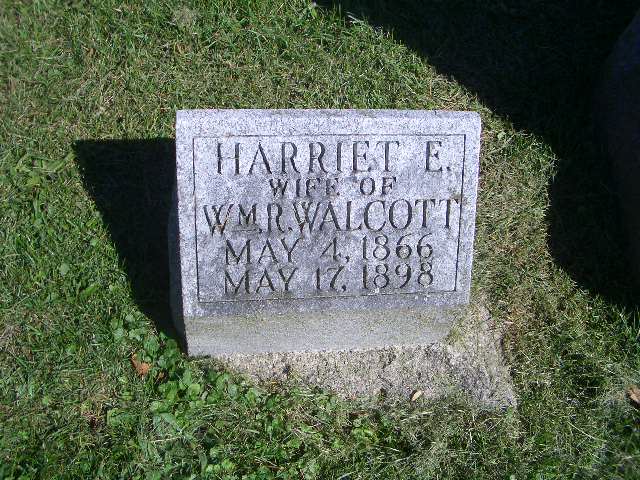 HARRIET E.
WIFE OF
WM. R. WALCOTT
MAY 4, 1866
MAY 17, 1898